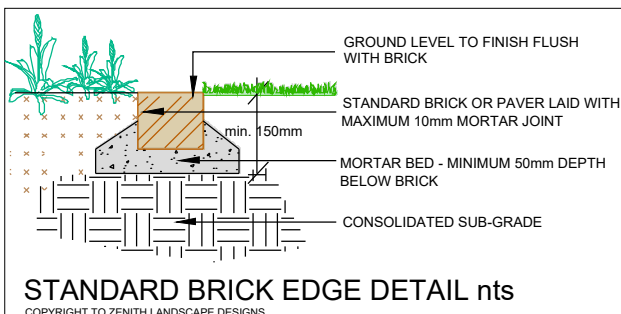 GROUND LEVEL TO FINISH FLUSH
WITH BRICK
STANDARD BRICK OR PAVER LAID WITH
MAXIMUM 10mm MORTAR JOINT
min. 150mm
MORTAR BED - MINIMUM 50mm DEPTH
BELOW BRICK
CONSOLIDATED SUB-GRADE
STANDARD BRICK EDGE DETAIL nts
COPYRIGHT TO ZENITH LANDSCAPE DESIGNS